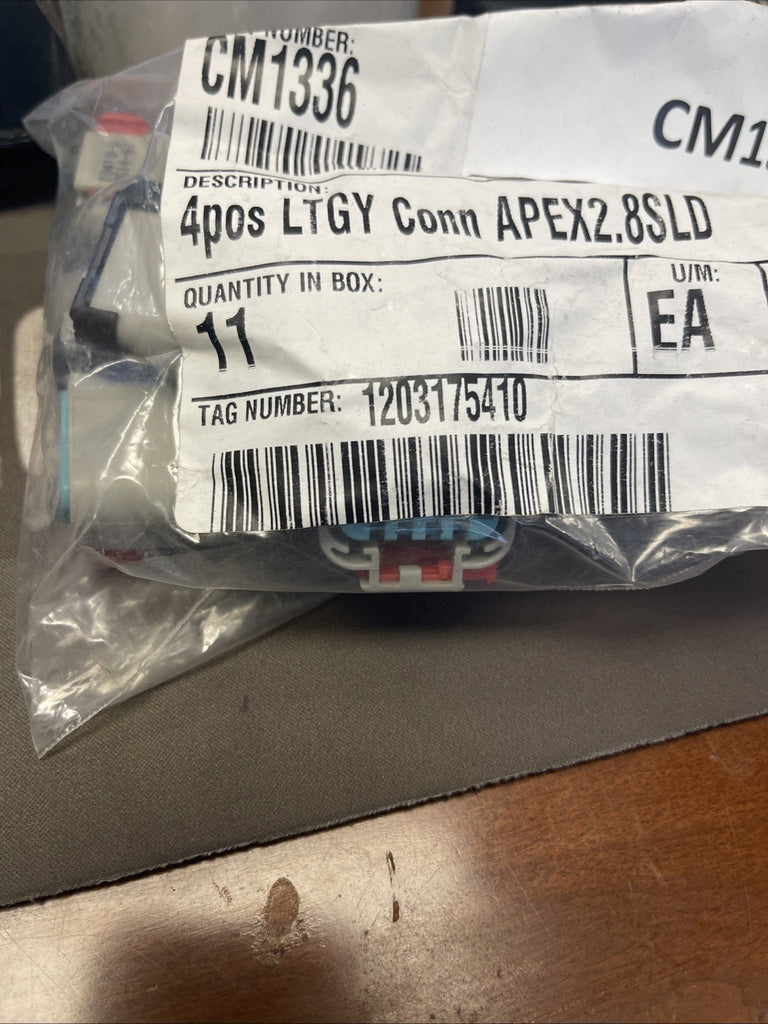 NUMBER:
CM1336
CM1
DESCRIPTION:
4pos LTGY Conn APEX2.8SLD
QUANTITY IN BOX:
11
U/M:
EA
TAG NUMBER: 1203175410